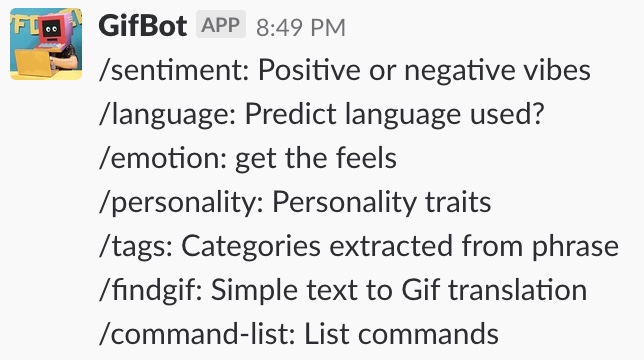 GifBot APP 8:49 PM
/sentiment: Positive or negative vibes
/language: Predict language used?
/emotion: get the feels
/personality: Personality traits
/tags: Categories extracted from phrase
/findgif: Simple text to Gif translation
/command-list: List commands